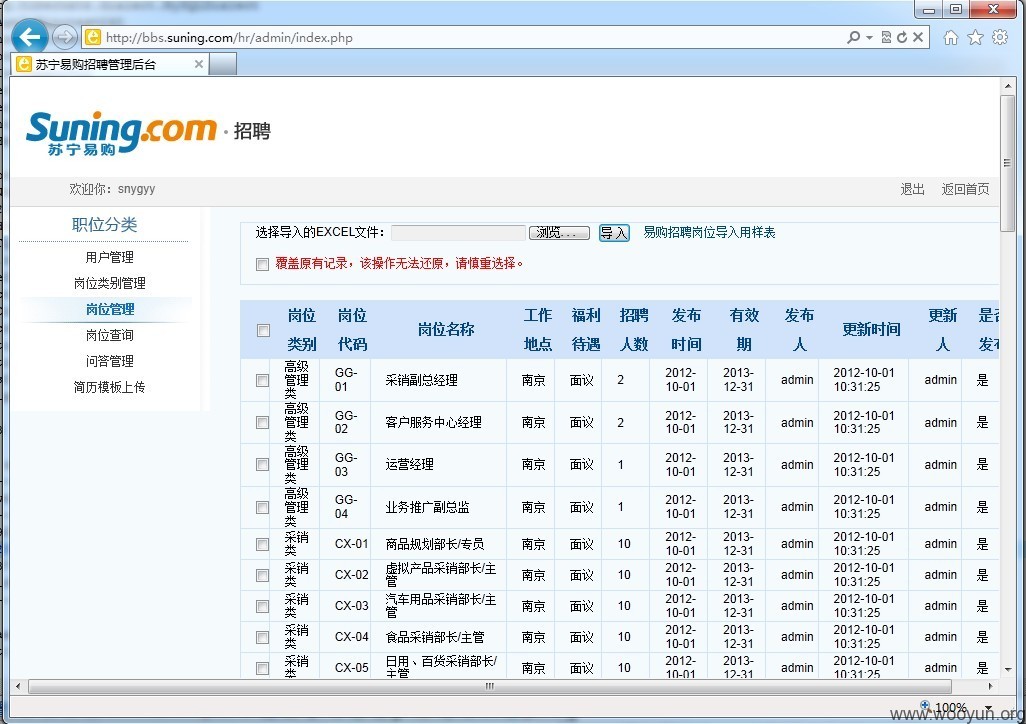 http://bbs.suning.com/hr/admin/index.php
苏宁易购招聘管理后台
Suning.com · 招聘
苏宁易购
欢迎你：snygyy 退出 返回首页
职位分类
用户管理
岗位类别管理
岗位管理
岗位查询
问答管理
简历模板上传
选择导入的EXCEL文件： 浏览... 导入 易购招聘岗位导入用样表
覆盖原有记录，该操作无法还原，请慎重选择。
岗位类别 岗位代码 岗位名称 工作地点 福利待遇 招聘人数 发布时间 有效期 发布人 更新时间 更新人 是否发布
高级管理类 GG-01 采销副总经理 南京 面议 2 2012-10-01 2013-12-31 admin 2012-10-01 10:31:25 admin 是
高级管理类 GG-02 客户服务中心经理 南京 面议 2 2012-10-01 2013-12-31 admin 2012-10-01 10:31:25 admin 是
高级管理类 GG-03 运营经理 南京 面议 1 2012-10-01 2013-12-31 admin 2012-10-01 10:31:25 admin 是
高级管理类 GG-04 业务推广副总监 南京 面议 1 2012-10-01 2013-12-31 admin 2012-10-01 10:31:25 admin 是
采销类 CX-01 商品规划部长/专员 南京 面议 10 2012-10-01 2013-12-31 admin 2012-10-01 10:31:25 admin 是
采销类 CX-02 虚拟产品采销部长/主管 南京 面议 10 2012-10-01 2013-12-31 admin 2012-10-01 10:31:25 admin 是
采销类 CX-03 汽车用品采销部长/主管 南京 面议 10 2012-10-01 2013-12-31 admin 2012-10-01 10:31:25 admin 是
采销类 CX-04 食品采销部长/主管 南京 面议 10 2012-10-01 2013-12-31 admin 2012-10-01 10:31:25 admin 是
采销类 CX-05 日用、百货采销部长/主管 南京 面议 10 2012-10-01 2013-12-31 admin 2012-10-01 10:31:25 admin 是
100%
www.wooyun.org